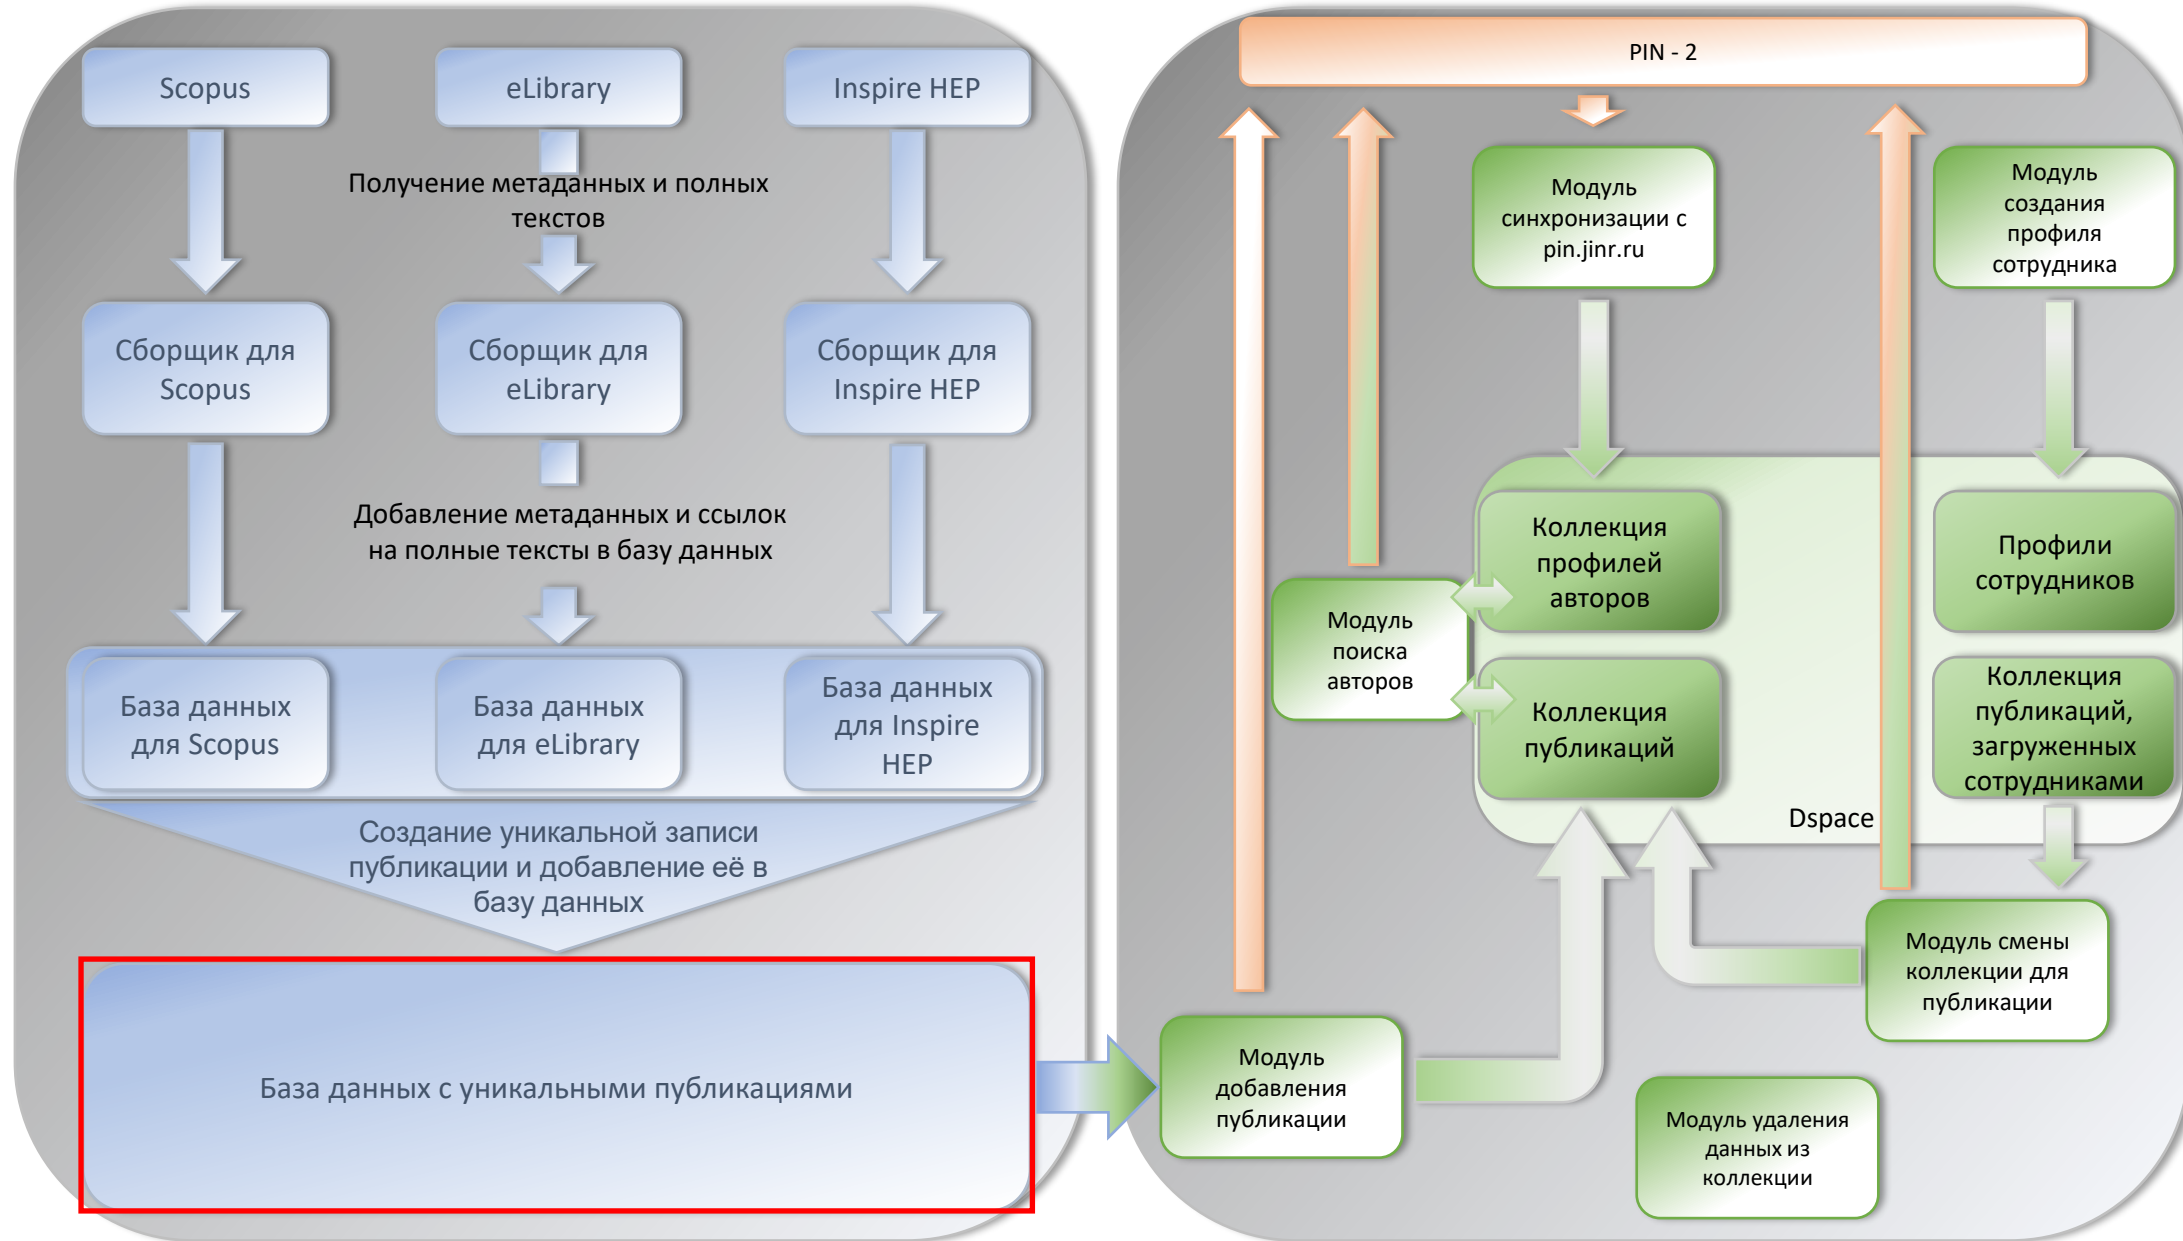 Scopus
eLibrary
Inspire HEP
Получение метаданных и полных
текстов
Сборщик для
Scopus
Сборщик для
eLibrary
Сборщик для
Inspire HEP
Добавление метаданных и ссылок
на полные тексты в базу данных
База данных
для Scopus
База данных
для eLibrary
База данных
для Inspire
HEP
Создание уникальной записи
публикации и добавление её в
базу данных
База данных с уникальными публикациями
PIN - 2
Модуль
синхронизации с
pin.jinr.ru
Модуль
создания
профиля
сотрудника
Коллекция
профилей
авторов
Профили
сотрудников
Модуль
поиска
авторов
Коллекция
публикаций
Коллекция
публикаций,
загруженных
сотрудниками
Dspace
Модуль смены
коллекции для
публикации
Модуль
добавления
публикации
Модуль удаления
данных из
коллекции